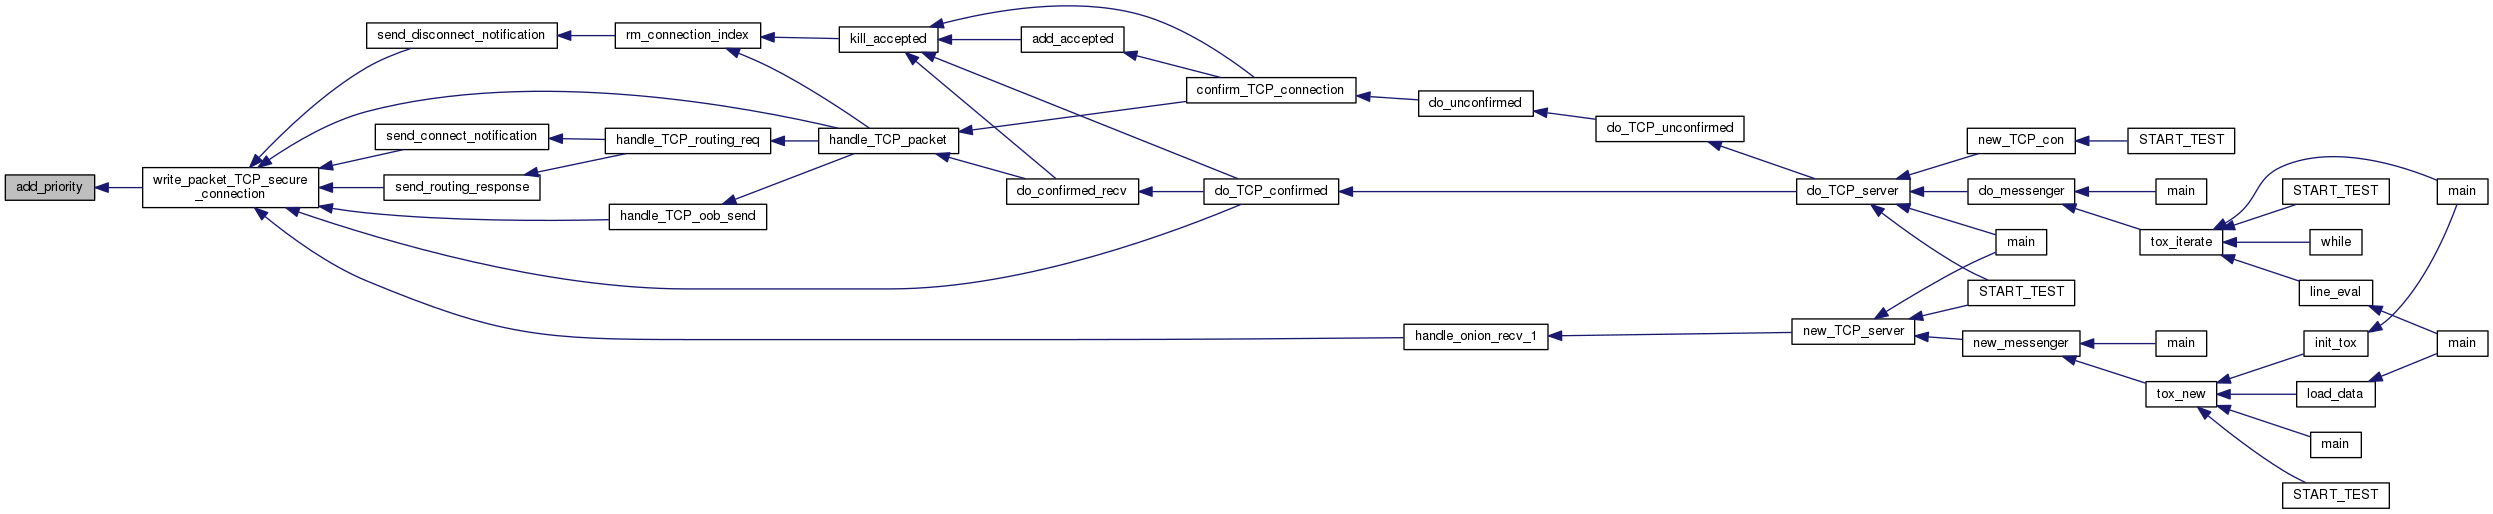 add_priority
write_packet_TCP_secure
_connection
send_disconnect_notification
send_connect_notification
send_routing_response
handle_TCP_oob_send
rm_connection_index
handle_TCP_routing_req
kill_accepted
handle_TCP_packet
add_accepted
do_confirmed_recv
confirm_TCP_connection
do_TCP_confirmed
handle_onion_recv_1
do_unconfirmed
do_TCP_unconfirmed
do_TCP_server
new_TCP_server
new_TCP_con
do_messenger
main
START_TEST
new_messenger
START_TEST
main
tox_iterate
main
tox_new
START_TEST
while
line_eval
init_tox
load_data
main
START_TEST
main
main